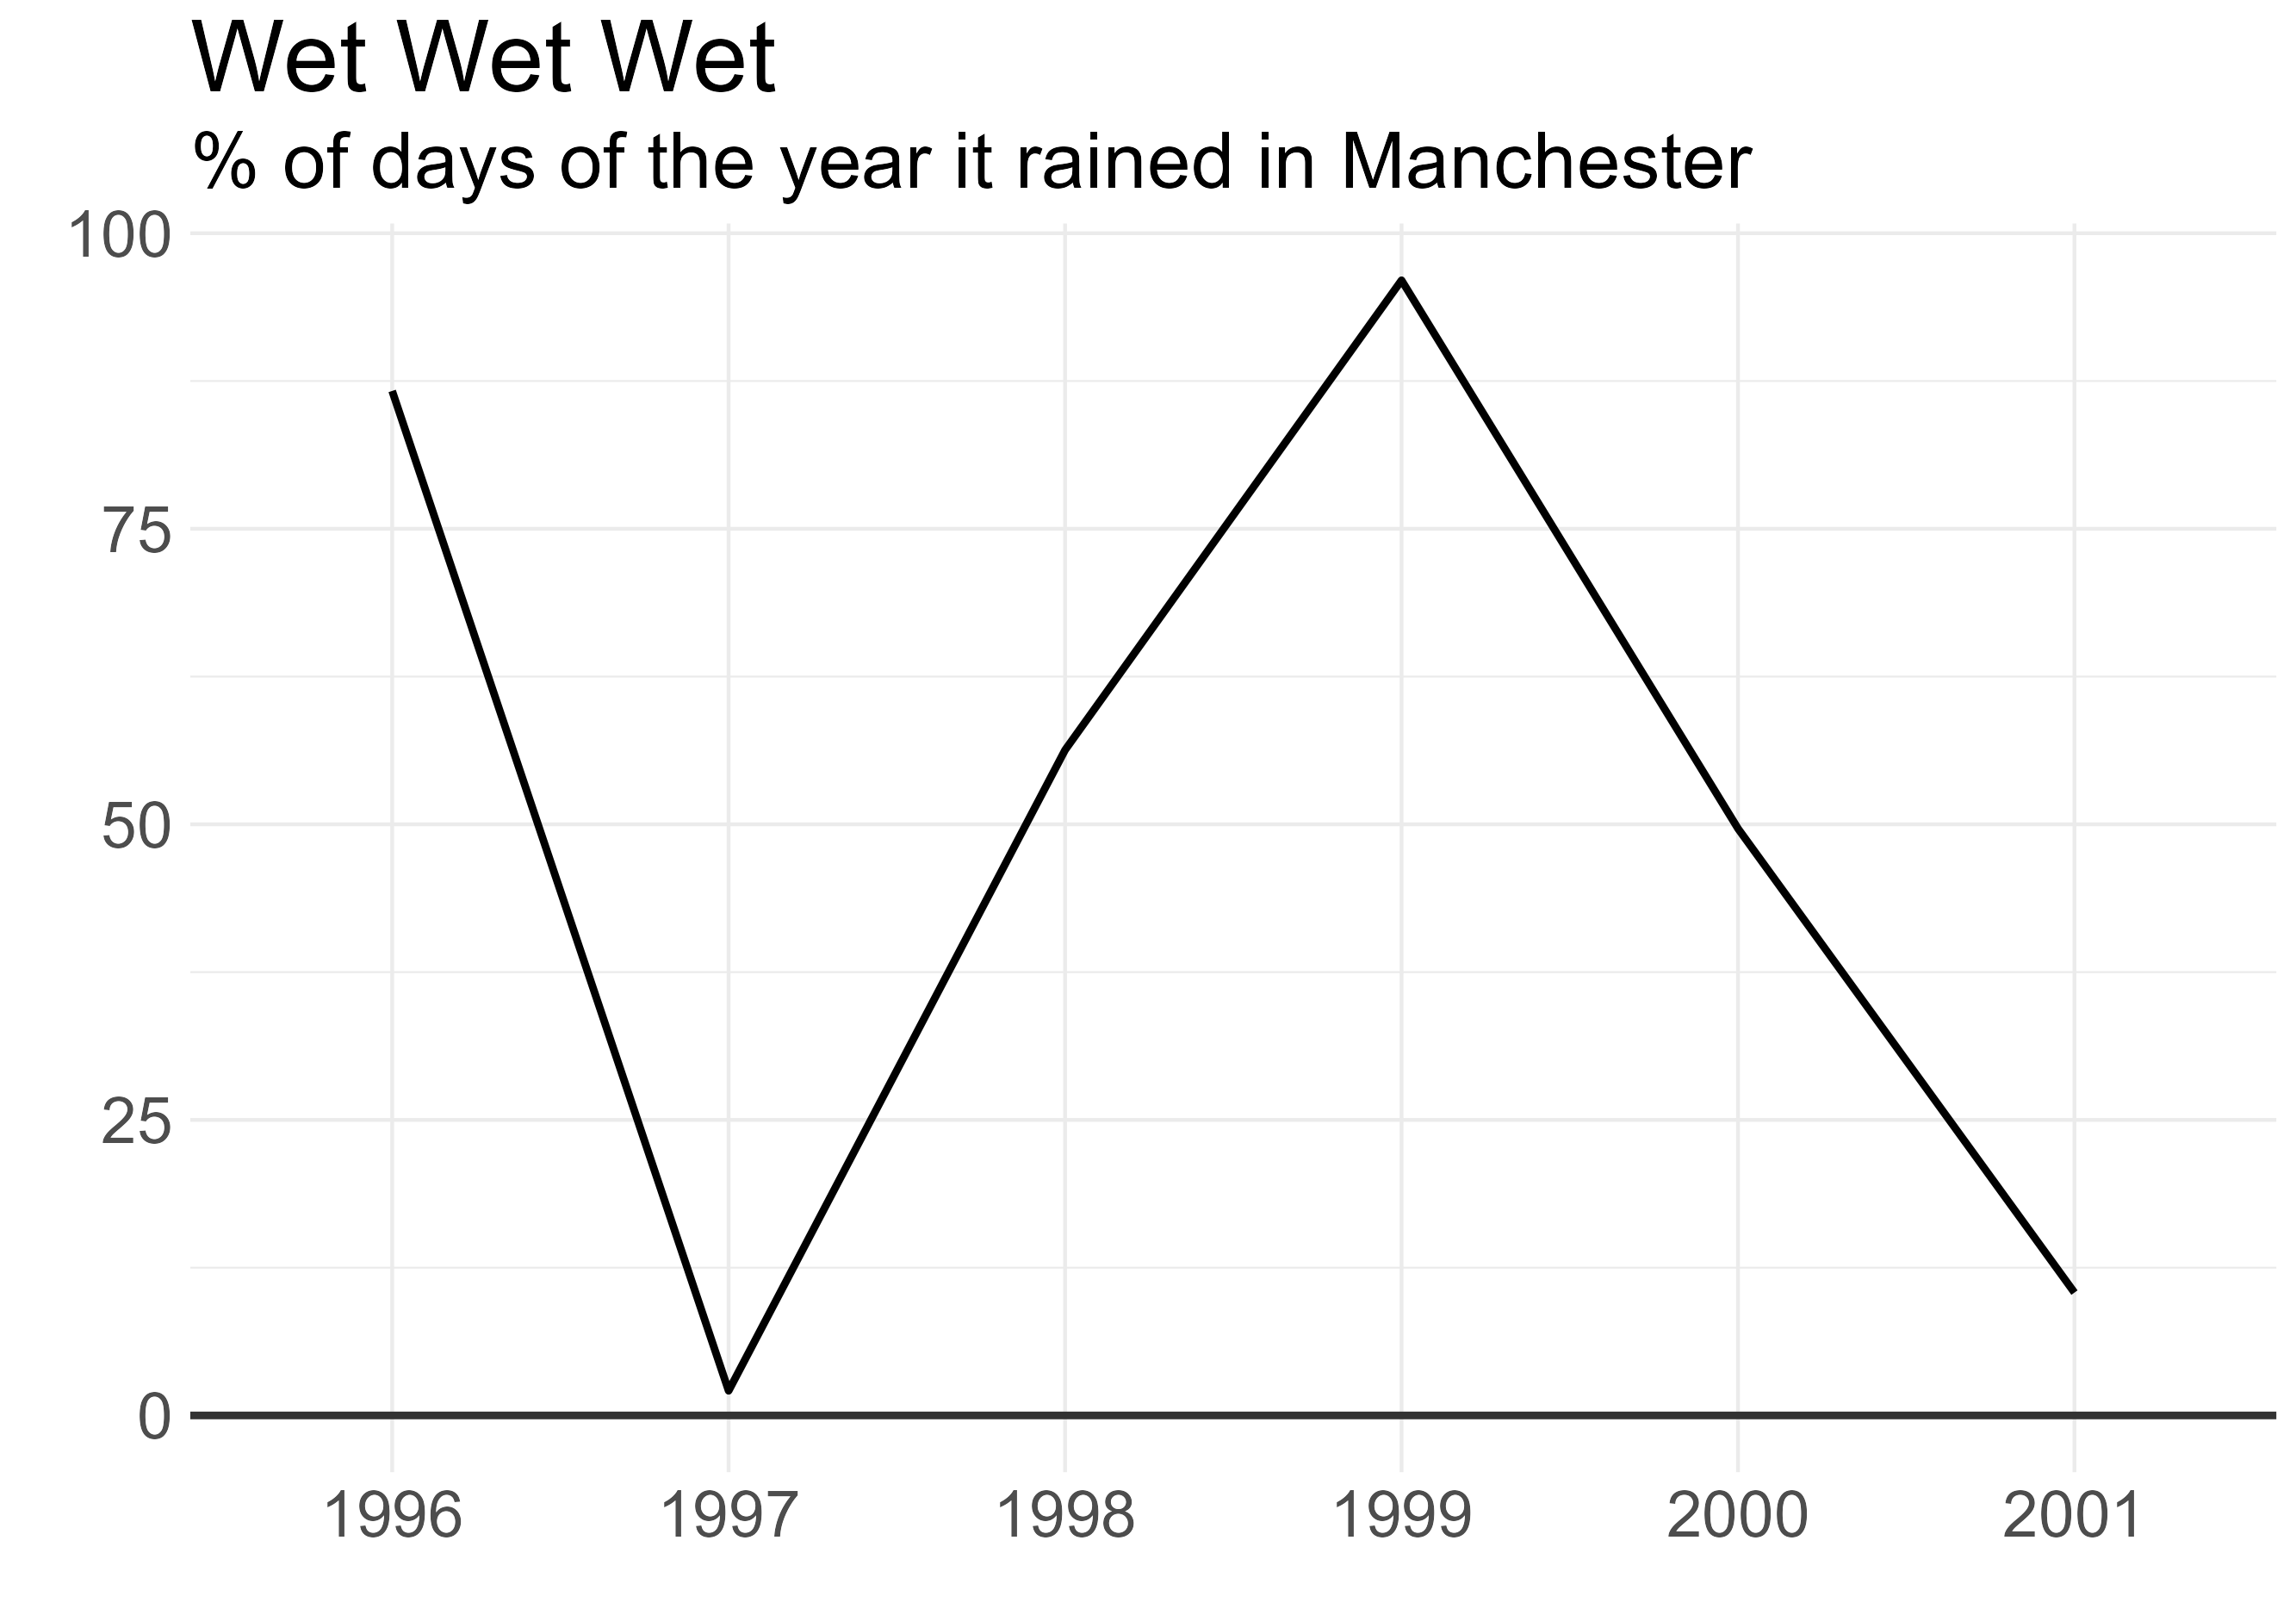 Wet Wet Wet
% of days of the year it rained in Manchester
100
75
50
25
0
1996 1997 1998 1999 2000 2001